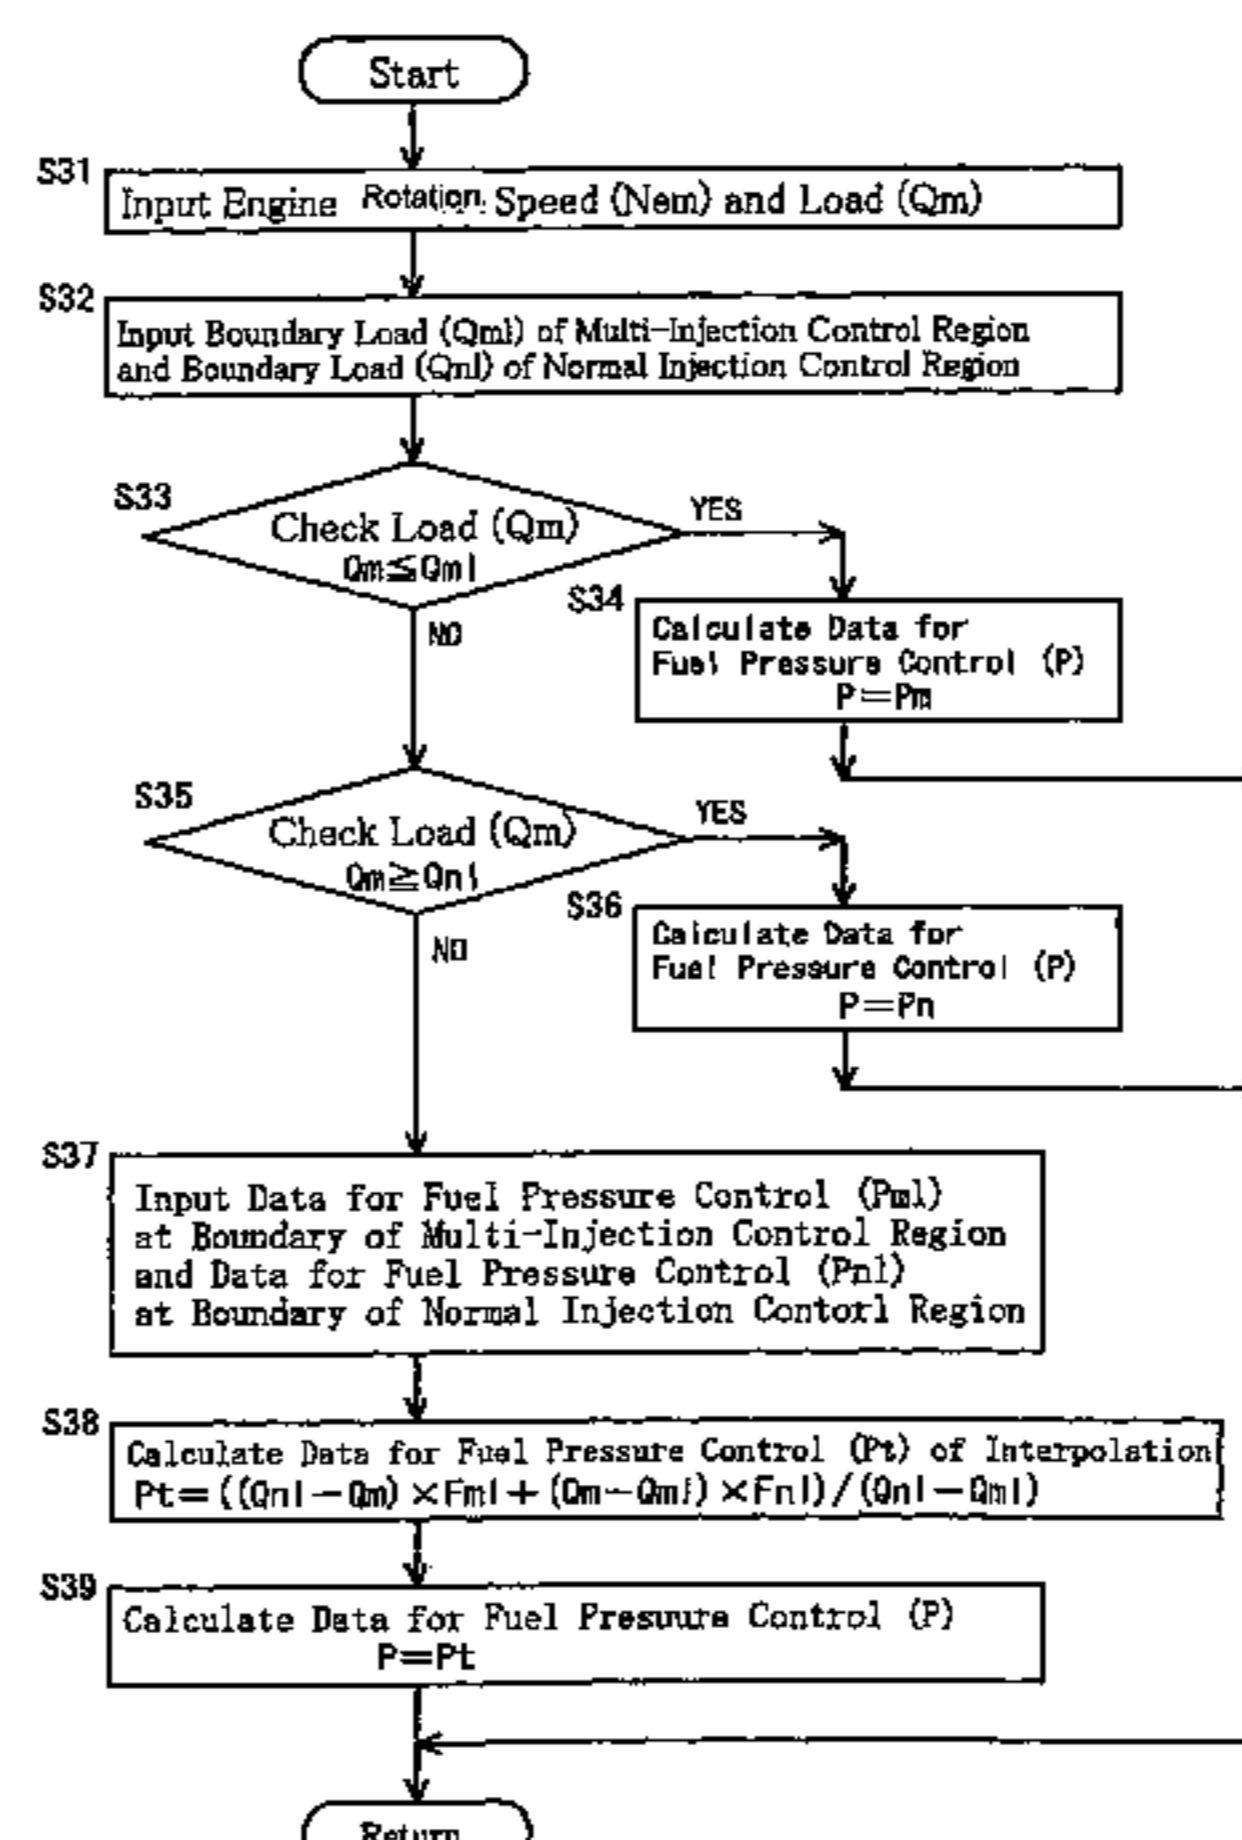 Start
S31
Input Engine Rotation Speed (Nem) and Load (Qm)
S32
Input Boundary Load (Qml) of Multi-Injection Control Region
and Boundary Load (Qnl) of Normal Injection Control Region
S33
Check Load (Qm)
Qm≦Qml
YES
NO
S34
Calculate Data for
Fuel Pressure Control (P)
P=Pm
S35
Check Load (Qm)
Qm≧Qnl
YES
NO
S36
Calculate Data for
Fuel Pressure Control (P)
P=Pn
S37
Input Data for Fuel Pressure Control (Pml)
at Boundary of Multi-Injection Control Region
and Data for Fuel Pressure Control (Pnl)
at Boundary of Normal Injection Contorl Region
S38
Calculate Data for Fuel Pressure Control (Pt) of Interpolation
Pt=((Qnl-Qm)×Fml+(Qm-Qml)×Fnl)/(Qnl-Qml)
S39
Calculate Data for Fuel Presuure Control (P)
P=Pt
Return